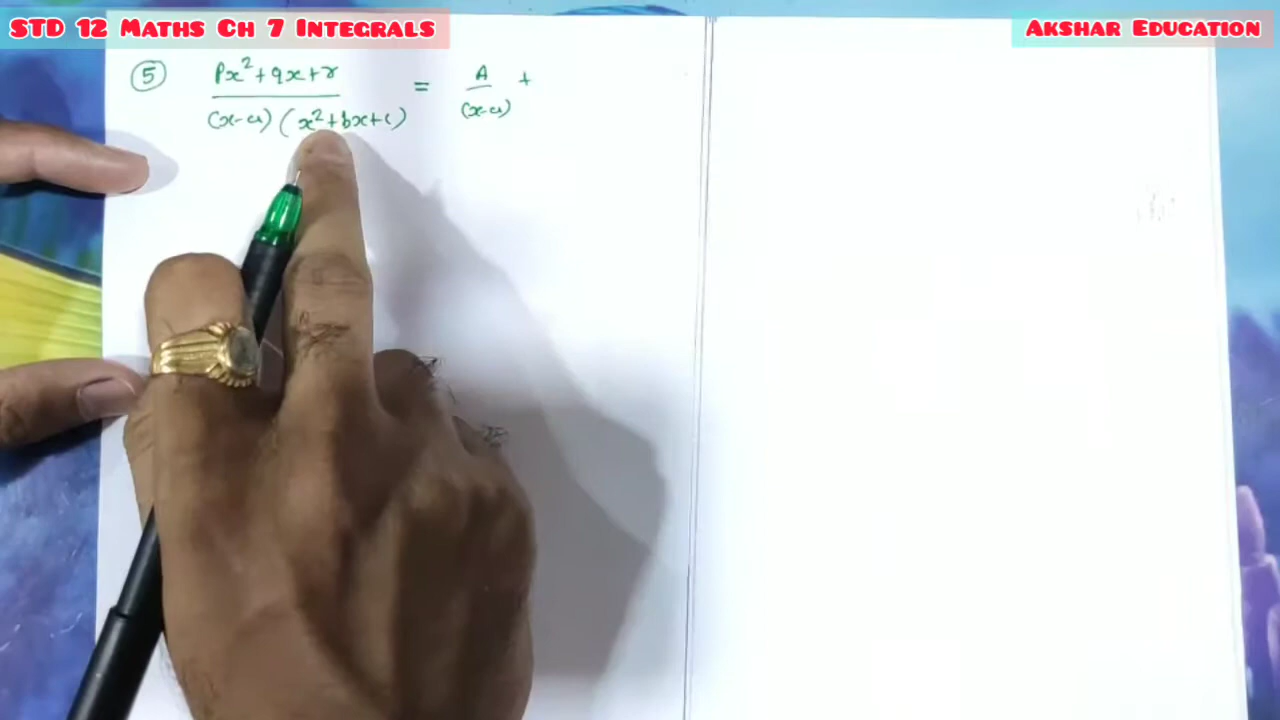 STD 12 Maths Ch 7 Integrals
Akshar Education
⑤ Px²+qx+r / (x-a) (x²+bx+c) = A / (x-a) +